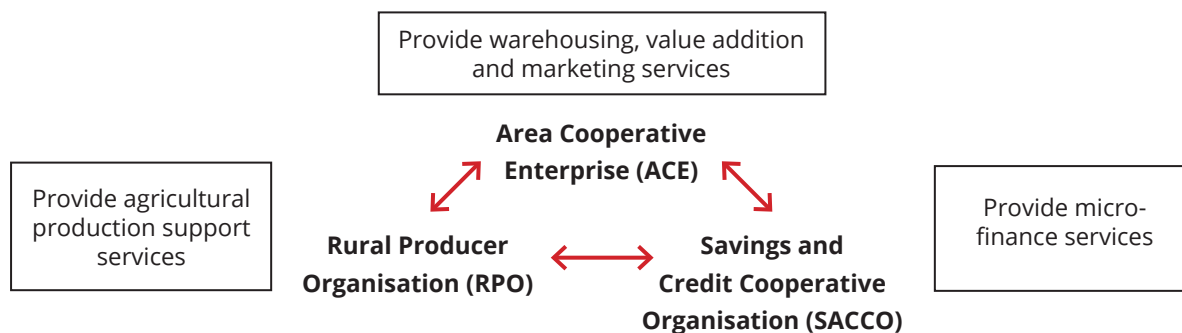 Provide warehousing, value addition
and marketing services
Area Cooperative
Enterprise (ACE)
Provide agricultural
production support
services
Provide micro-
finance services
Rural Producer
Organisation (RPO)
Savings and
Credit Cooperative
Organisation (SACCO)